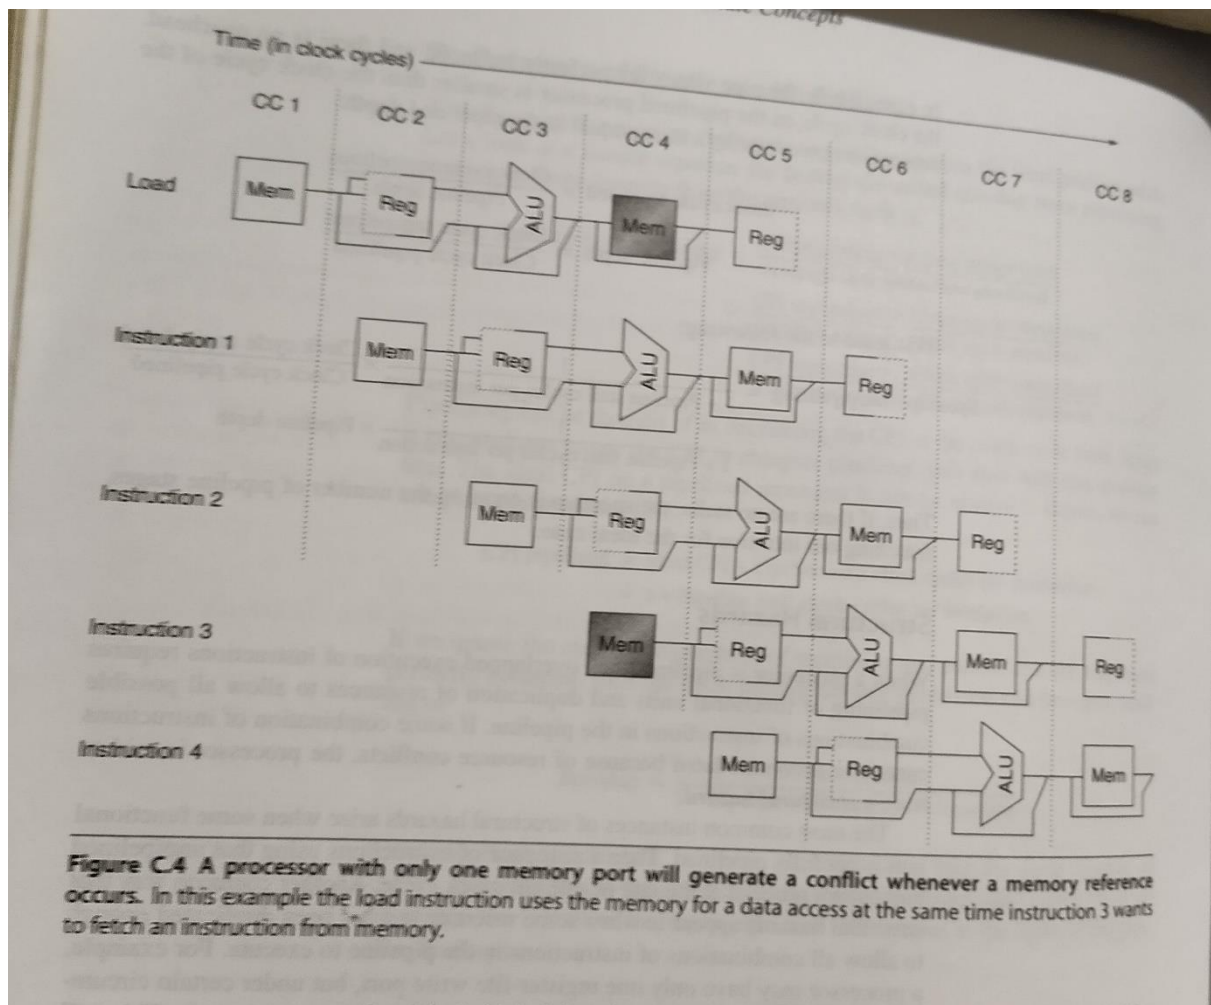 Concepts
Time (in clock cycles)
CC 1 CC 2 CC 3 CC 4 CC 5 CC 6 CC 7 CC 8
Load Mem Reg ALU Mem Reg
Instruction 1 Mem Reg ALU Mem Reg
Instruction 2 Mem Reg ALU Mem Reg
Instruction 3 Mem Reg ALU Mem Reg
Instruction 4 Mem Reg ALU Mem
Figure C.4 A processor with only one memory port will generate a conflict whenever a memory reference
occurs. In this example the load instruction uses the memory for a data access at the same time instruction 3 wants
to fetch an instruction from memory.